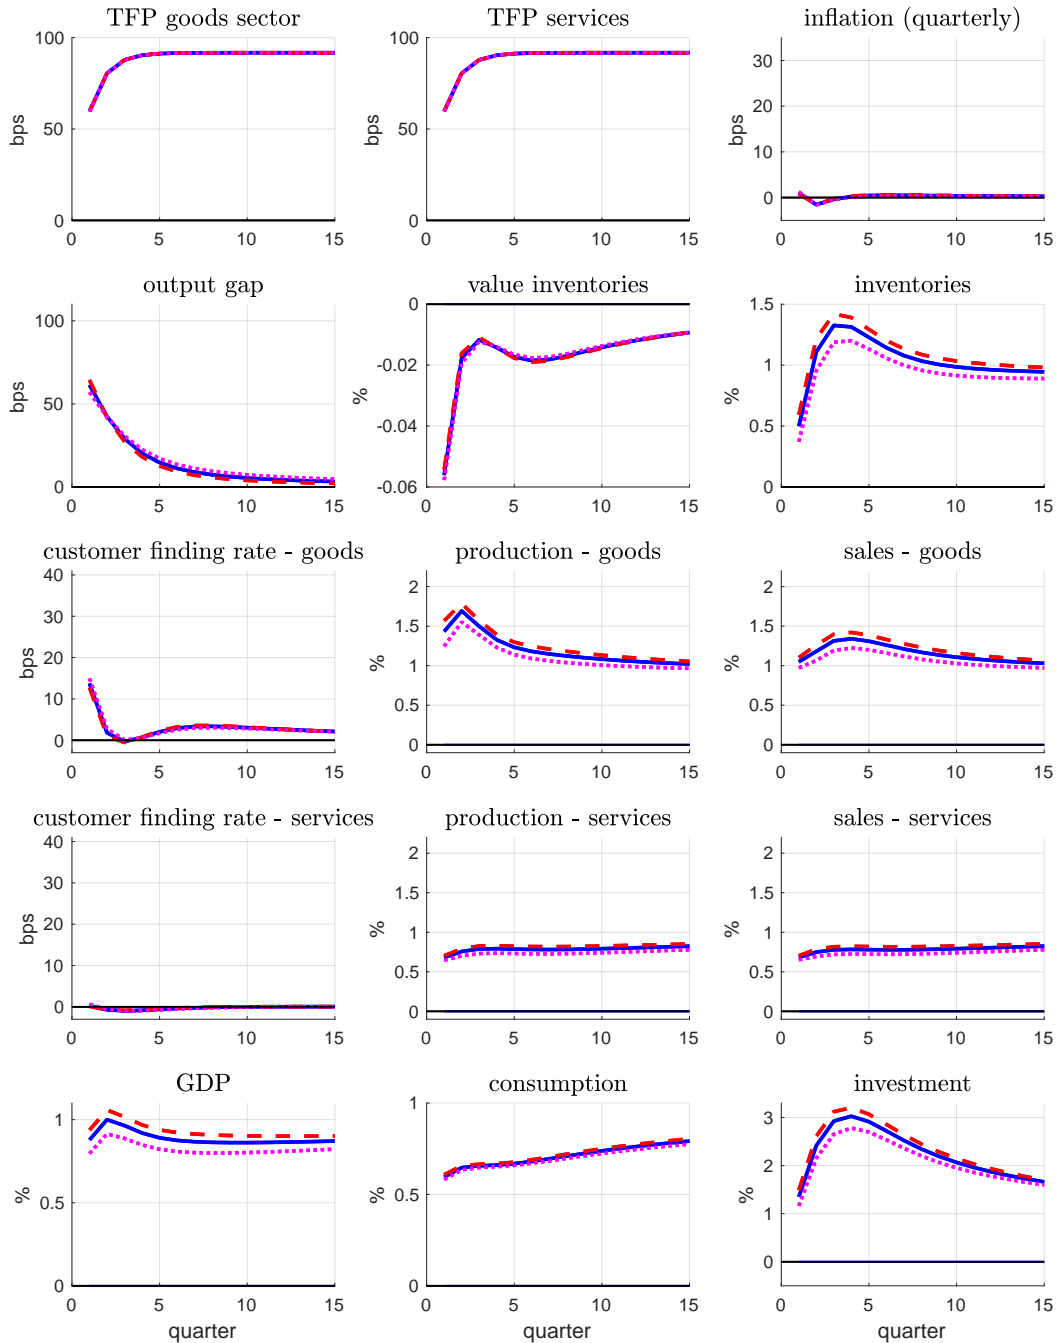 TFP goods sector
TFP services
inflation (quarterly)
100
50
0
bps
0 5 10 15
100
50
0
bps
0 5 10 15
30
20
10
0
bps
0 5 10 15
output gap
value inventories
inventories
100
50
0
bps
0 5 10 15
0
-0.02
-0.04
-0.06
%
0 5 10 15
1.5
1
0.5
0
%
0 5 10 15
customer finding rate - goods
production - goods
sales - goods
40
30
20
10
0
bps
0 5 10 15
2
1.5
1
0.5
0
%
0 5 10 15
2
1.5
1
0.5
0
%
0 5 10 15
customer finding rate - services
production - services
sales - services
40
30
20
10
0
bps
0 5 10 15
2
1.5
1
0.5
0
%
0 5 10 15
2
1.5
1
0.5
0
%
0 5 10 15
GDP
consumption
investment
1
0.5
0
%
0 5 10 15
quarter
1
0.5
0
%
0 5 10 15
quarter
3
2
1
0
%
0 5 10 15
quarter